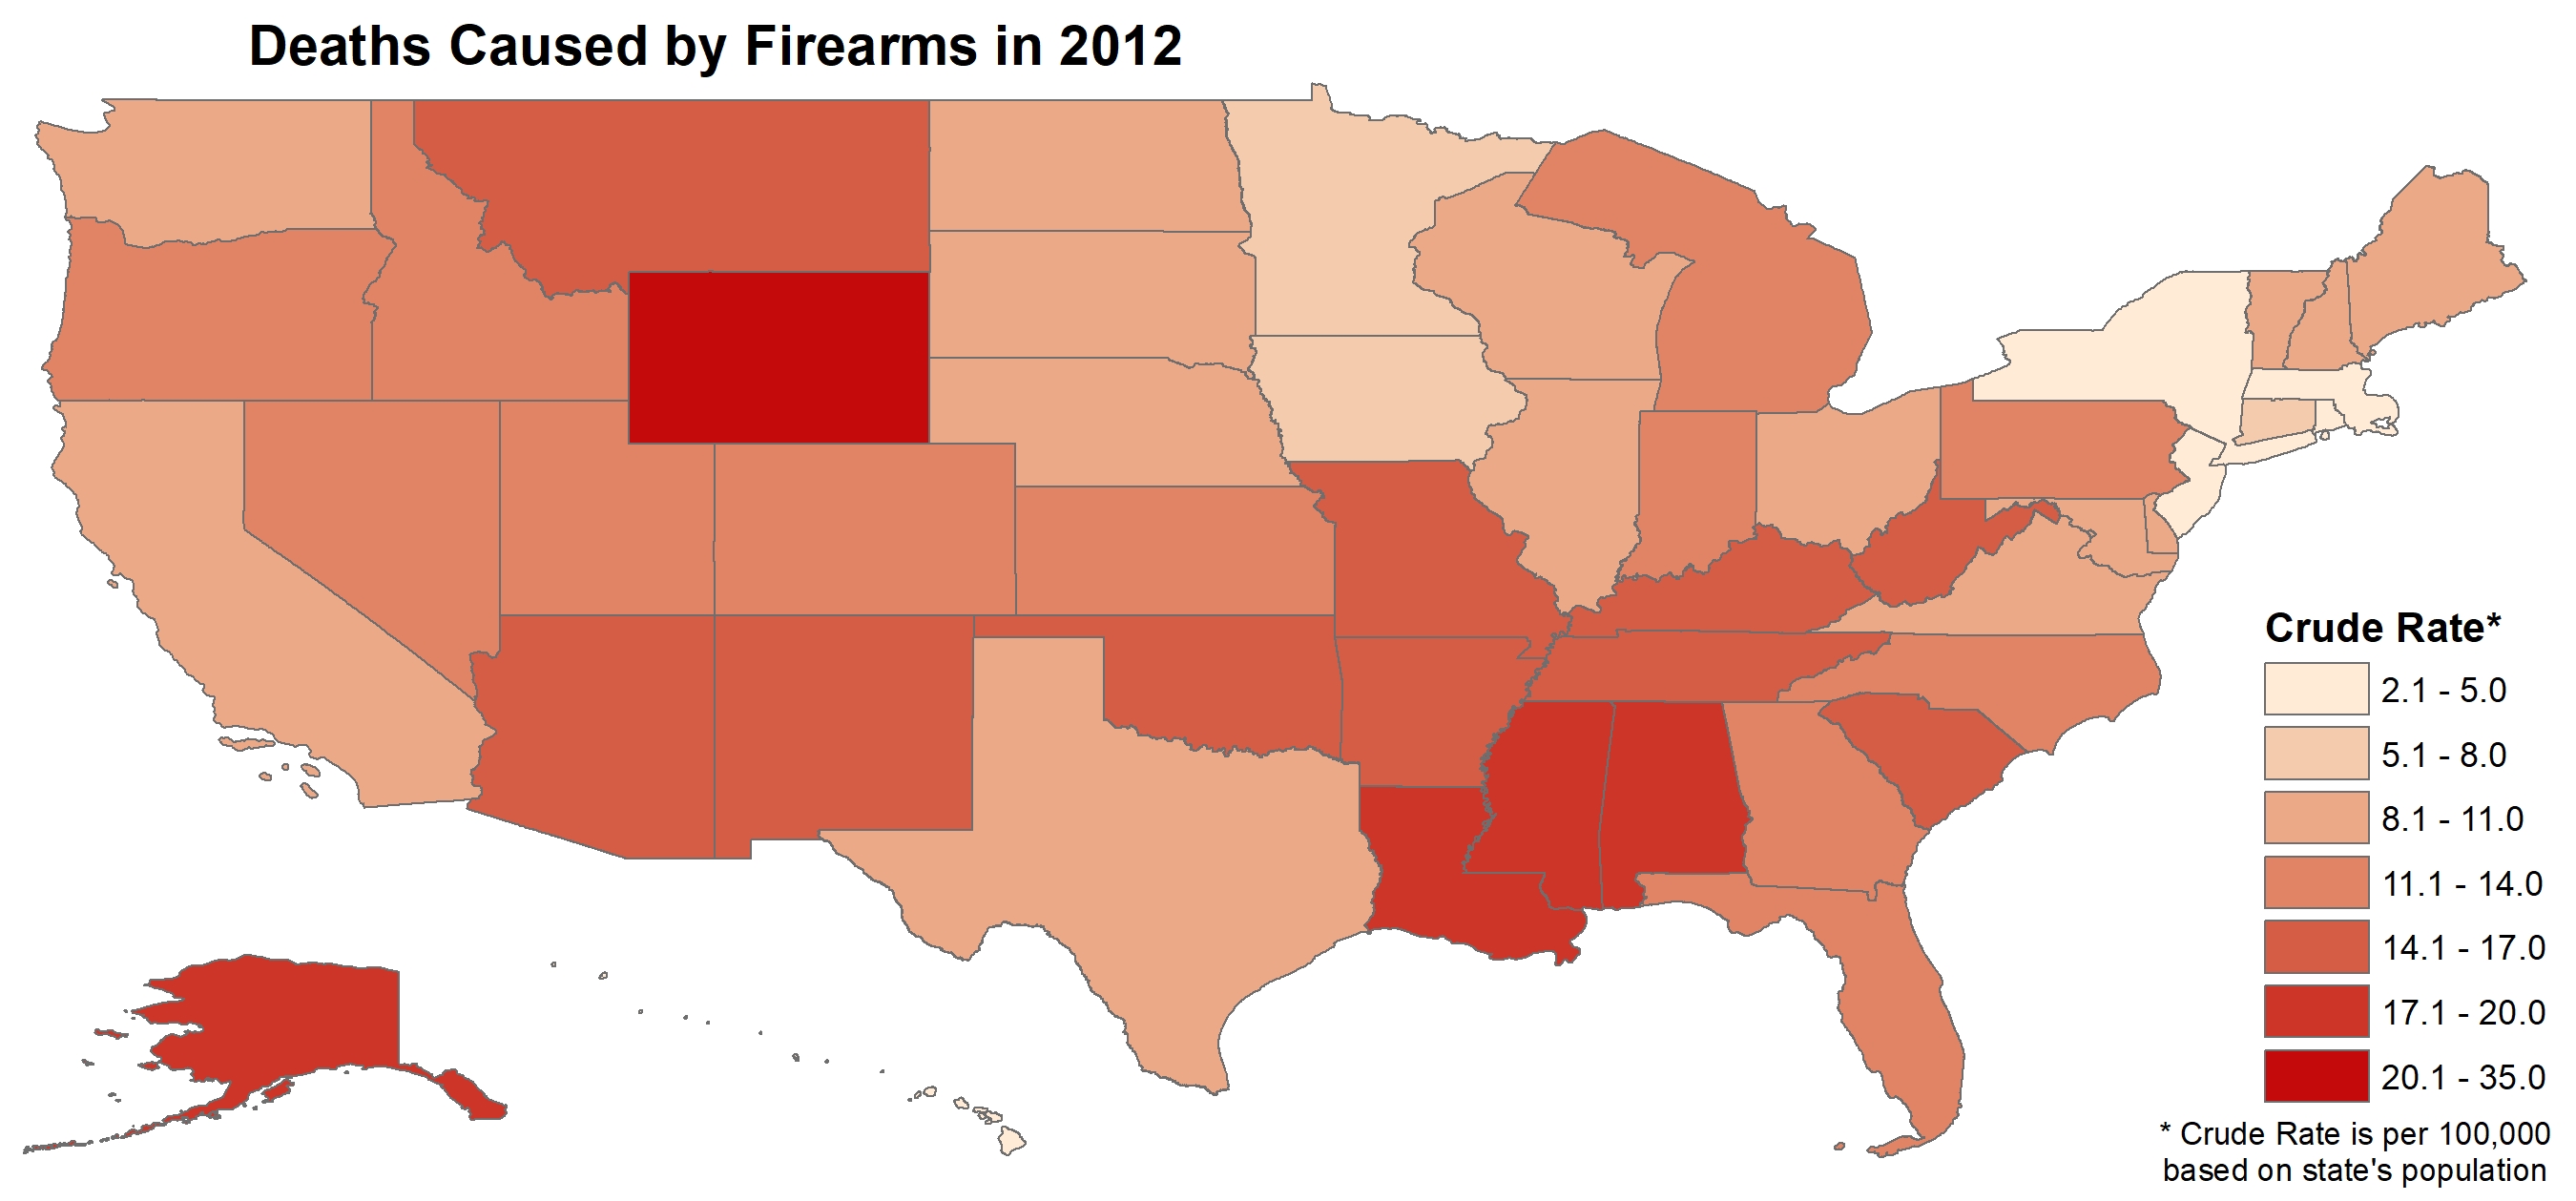 Deaths Caused by Firearms in 2012
Crude Rate*
2.1 - 5.0
5.1 - 8.0
8.1 - 11.0
11.1 - 14.0
14.1 - 17.0
17.1 - 20.0
20.1 - 35.0
* Crude Rate is per 100,000
based on state's population